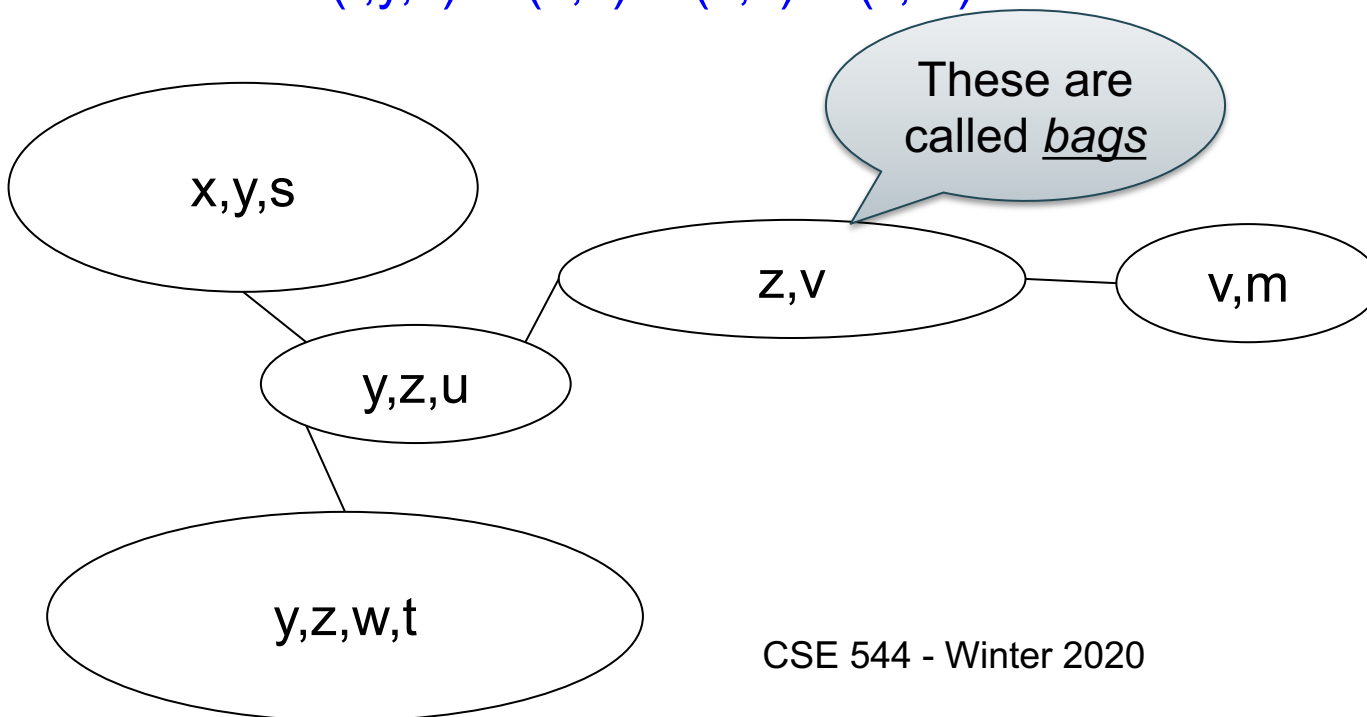 These are
called bags
x,y,s
z,v
v,m
y,z,u
y,z,w,t
CSE 544 - Winter 2020